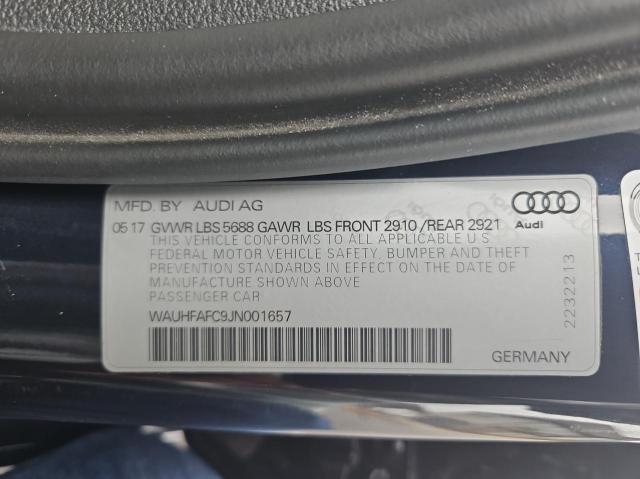 MFD. BY AUDI AG
05 17 GVWR LBS 5688 GAWR LBS FRONT 2910 / REAR 2921
THIS VEHICLE CONFORMS TO ALL APPLICABLE U S
FEDERAL MOTOR VEHICLE SAFETY, BUMPER AND THEFT
PREVENTION STANDARDS IN EFFECT ON THE DATE OF
MANUFACTURE SHOWN ABOVE
PASSENGER CAR
WAUHFAFC9JN001657
GERMANY
Audi
2232213